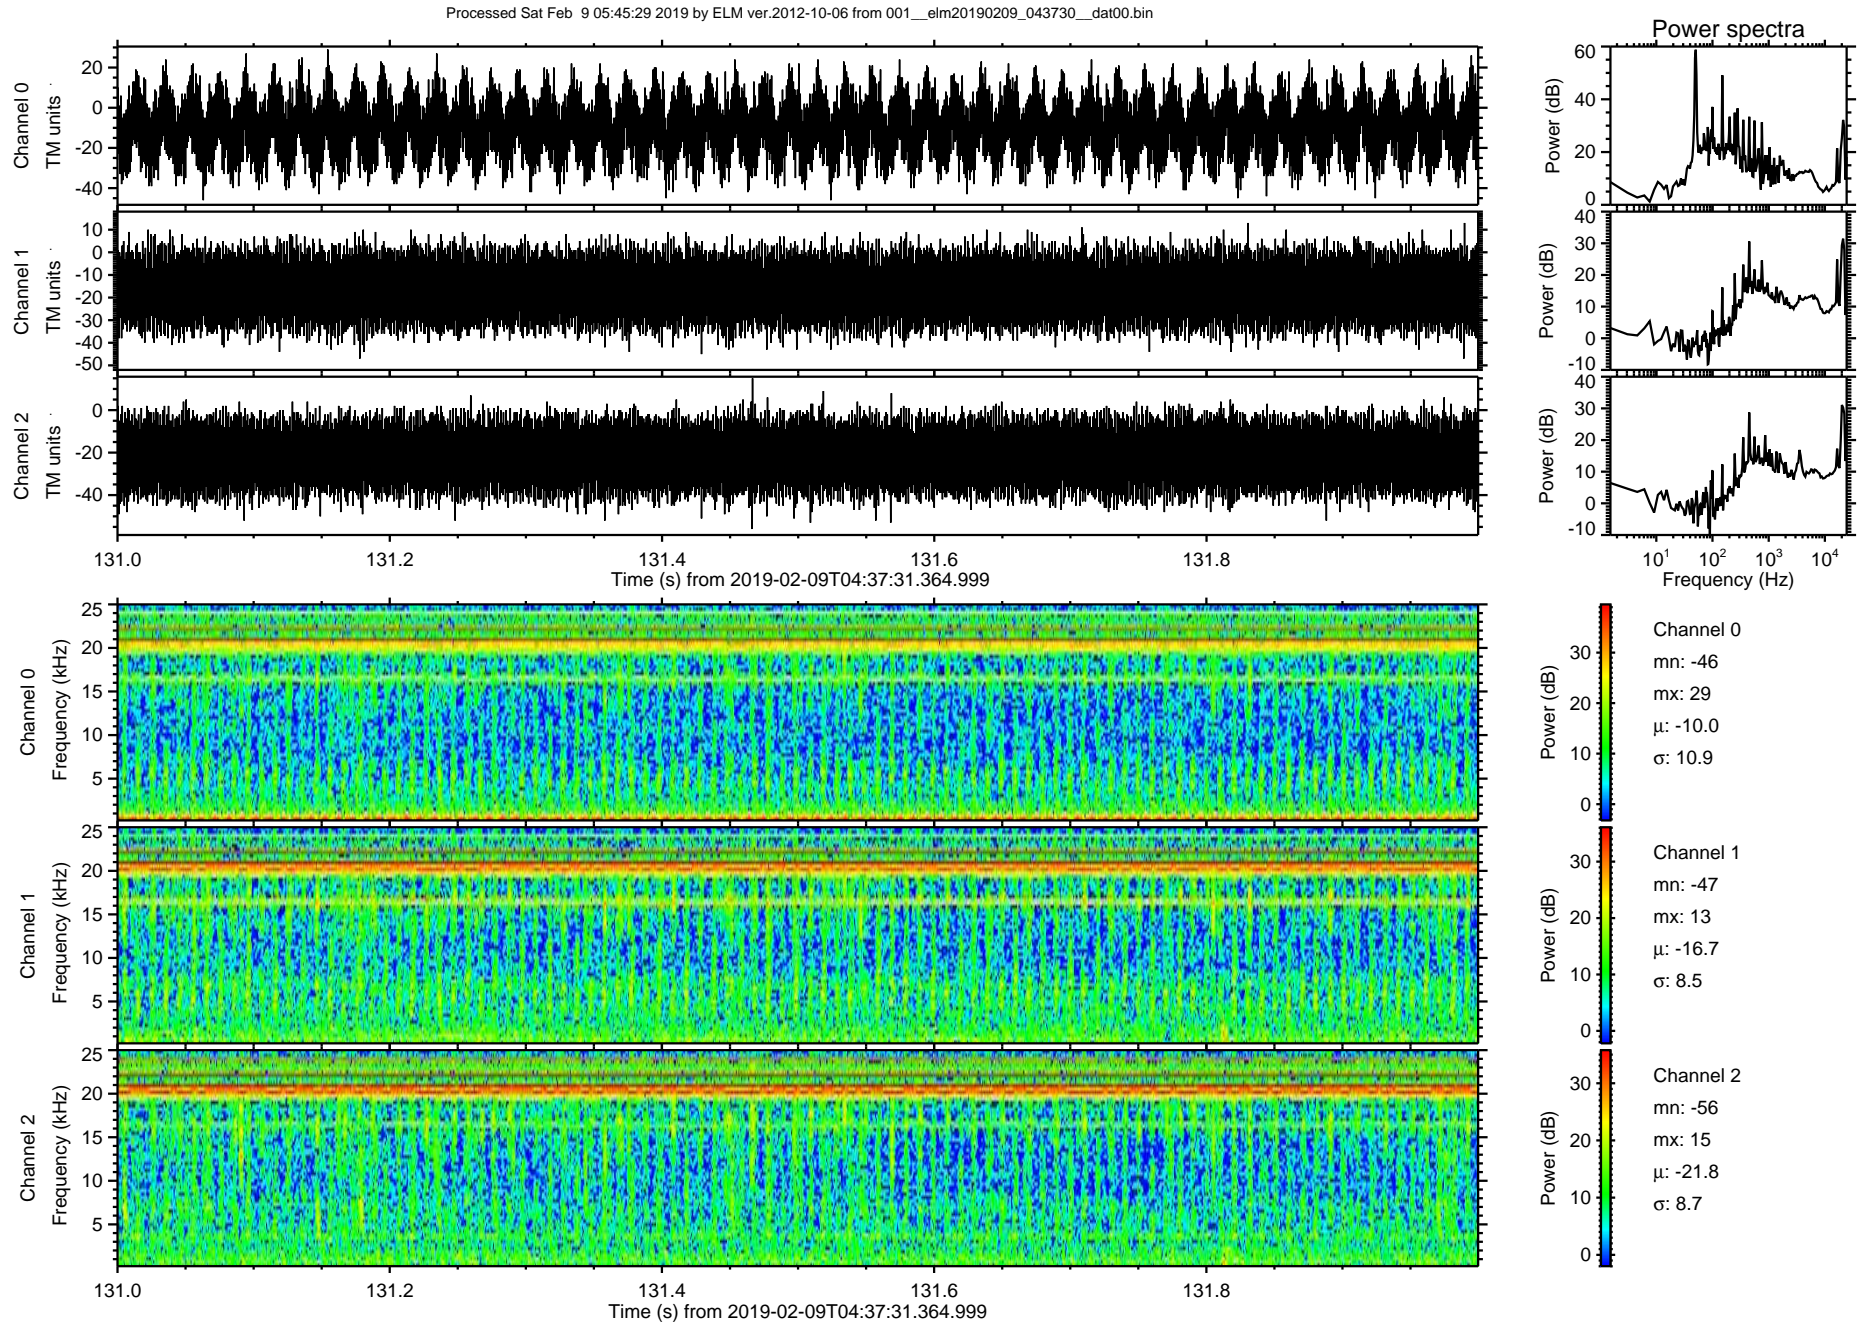 Processed Sat Feb  9 05:45:29 2019 by ELM ver.2012-10-06 from 001__elm20190209_043730__dat00.bin
Power spectra
Channel 0
TM units
20
0
-20
-40
Power (dB)
60
40
20
0
Channel 1
TM units
10
0
-10
-20
-30
-40
-50
Power (dB)
40
30
20
10
0
-10
Channel 2
TM units
0
-20
-40
Power (dB)
40
30
20
10
0
-10
131.0 131.2 131.4 131.6 131.8
Time (s) from 2019-02-09T04:37:31.364.999
10¹ 10² 10³ 10⁴
Frequency (Hz)
Channel 0
Frequency (kHz)
25
20
15
10
5
Power (dB)
30
20
10
0
Channel 0
mn: -46
mx: 29
µ: -10.0
σ: 10.9
Channel 1
Frequency (kHz)
25
20
15
10
5
Power (dB)
30
20
10
0
Channel 1
mn: -47
mx: 13
µ: -16.7
σ: 8.5
Channel 2
Frequency (kHz)
25
20
15
10
5
Power (dB)
30
20
10
0
Channel 2
mn: -56
mx: 15
µ: -21.8
σ: 8.7
131.0 131.2 131.4 131.6 131.8
Time (s) from 2019-02-09T04:37:31.364.999